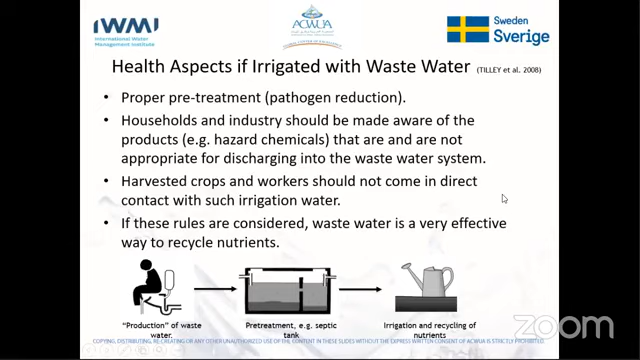 IWMI
International Water
Management Institute
ACWUA
Sweden
Sverige
Health Aspects if Irrigated with Waste Water (TILLEY et al. 2008)
• Proper pre-treatment (pathogen reduction).
• Households and industry should be made aware of the
products (e.g. hazard chemicals) that are and are not
appropriate for discharging into the waste water system.
• Harvested crops and workers should not come in direct
contact with such irrigation water.
• If these rules are considered, waste water is a very effective
way to recycle nutrients.
“Production” of waste
water
Pretreatment, e.g. septic
tank
Irrigation and recycling of
nutrients
zoom
COPYING, DISTRIBUTING, RE-CREATING OR ANY OTHER UNAUTHORIZED USE OF THE CONTENT IN THESE SLIDES WITHOUT THE EXPRESS WRITTEN CONSENT OF ACWUA IS STRICTLY PROHIBITED.